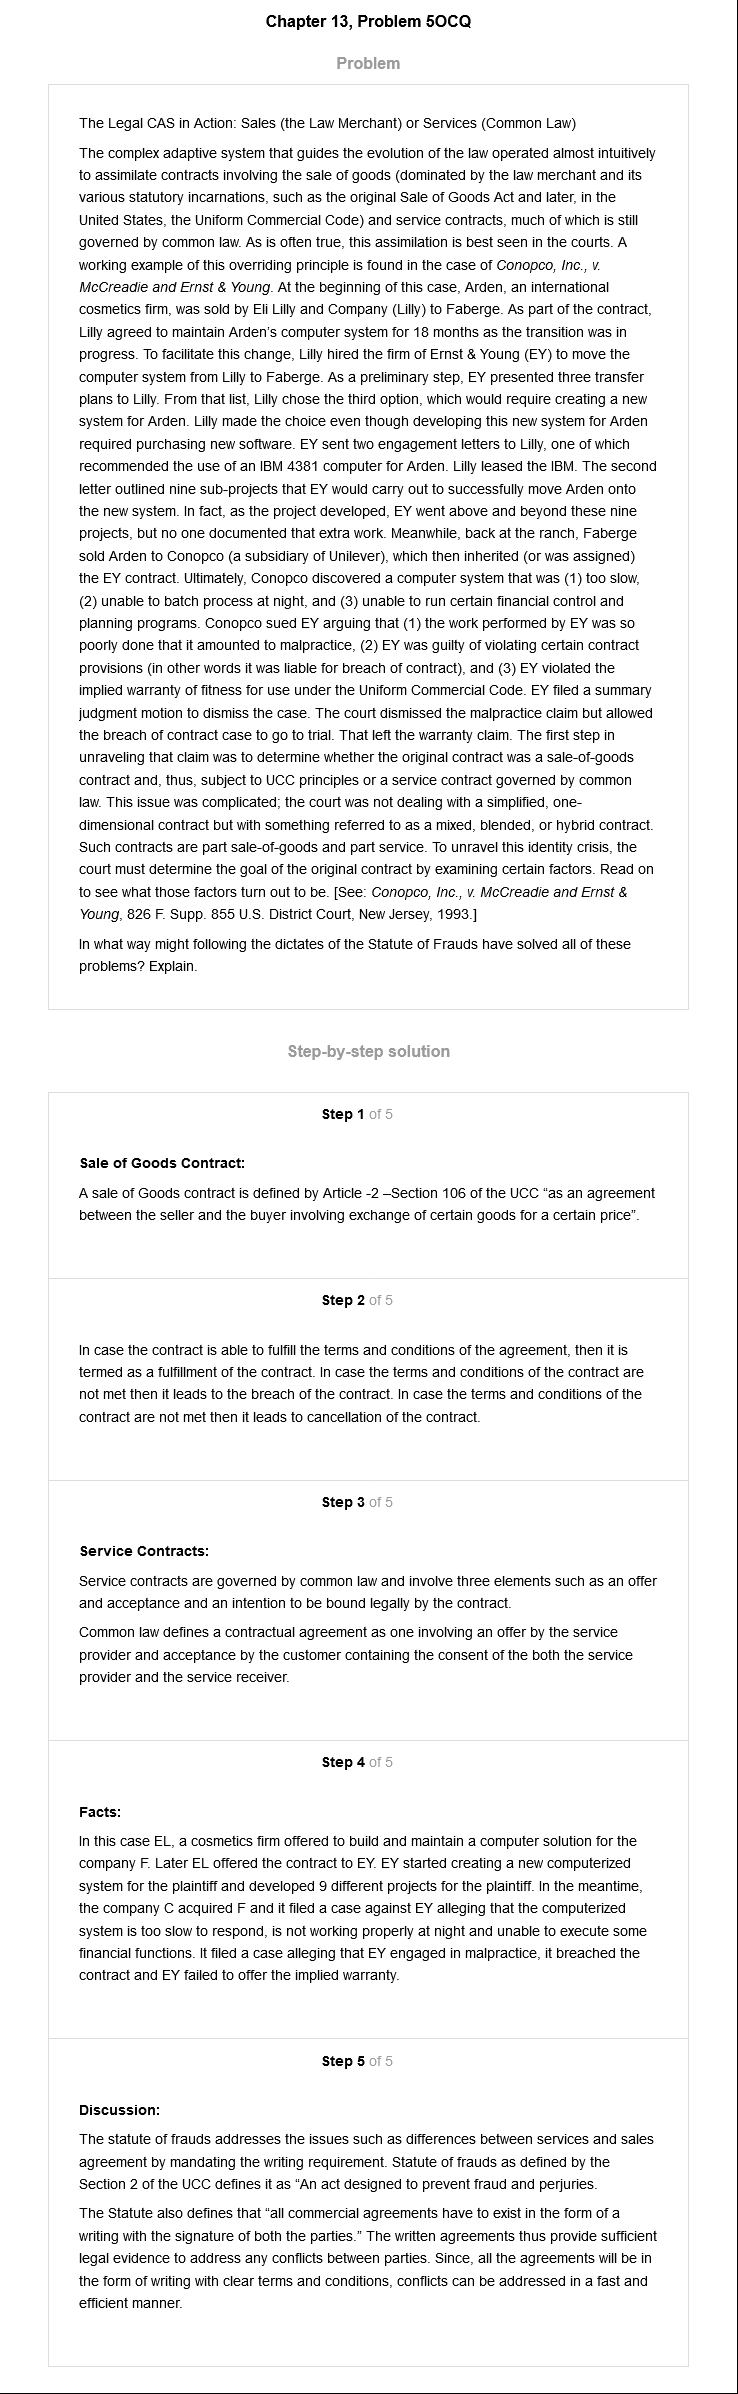 Chapter 13, Problem 5OCQ
Problem
The Legal CAS in Action: Sales (the Law Merchant) or Services (Common Law)
The complex adaptive system that guides the evolution of the law operated almost intuitively
to assimilate contracts involving the sale of goods (dominated by the law merchant and its
various statutory incarnations, such as the original Sale of Goods Act and later, in the
United States, the Uniform Commercial Code) and service contracts, much of which is still
governed by common law. As is often true, this assimilation is best seen in the courts. A
working example of this overriding principle is found in the case of Conopco, Inc., v.
McCreadie and Ernst & Young. At the beginning of this case, Arden, an international
cosmetics firm, was sold by Eli Lilly and Company (Lilly) to Faberge. As part of the contract,
Lilly agreed to maintain Arden's computer system for 18 months as the transition was in
progress. To facilitate this change, Lilly hired the firm of Ernst & Young (EY) to move the
computer system from Lilly to Faberge. As a preliminary step, EY presented three transfer
plans to Lilly. From that list, Lilly chose the third option, which would require creating a new
system for Arden. Lilly made the choice even though developing this new system for Arden
required purchasing new software. EY sent two engagement letters to Lilly, one of which
recommended the use of an IBM 4381 computer for Arden. Lilly leased the IBM. The second
letter outlined nine sub-projects that EY would carry out to successfully move Arden onto
the new system. In fact, as the project developed, EY went above and beyond these nine
projects, but no one documented that extra work. Meanwhile, back at the ranch, Faberge
sold Arden to Conopco (a subsidiary of Unilever), which then inherited (or was assigned)
the EY contract. Ultimately, Conopco discovered a computer system that was (1) too slow,
(2) unable to batch process at night, and (3) unable to run certain financial control and
planning programs. Conopco sued EY arguing that (1) the work performed by EY was so
poorly done that it amounted to malpractice, (2) EY was guilty of violating certain contract
provisions (in other words it was liable for breach of contract), and (3) EY violated the
implied warranty of fitness for use under the Uniform Commercial Code. EY filed a summary
judgment motion to dismiss the case. The court dismissed the malpractice claim but allowed
the breach of contract case to go to trial. That left the warranty claim. The first step in
unraveling that claim was to determine whether the original contract was a sale-of-goods
contract and, thus, subject to UCC principles or a service contract governed by common
law. This issue was complicated; the court was not dealing with a simplified, one-
dimensional contract but with something referred to as a mixed, blended, or hybrid contract.
Such contracts are part sale-of-goods and part service. To unravel this identity crisis, the
court must determine the goal of the original contract by examining certain factors. Read on
to see what those factors turn out to be. [See: Conopco, Inc., v. McCreadie and Ernst &
Young, 826 F. Supp. 855 U.S. District Court, New Jersey, 1993.]
In what way might following the dictates of the Statute of Frauds have solved all of these
problems? Explain.
Step-by-step solution
Step 1 of 5
Sale of Goods Contract:
A sale of Goods contract is defined by Article -2 –Section 106 of the UCC “as an agreement
between the seller and the buyer involving exchange of certain goods for a certain price”.
Step 2 of 5
In case the contract is able to fulfill the terms and conditions of the agreement, then it is
termed as a fulfillment of the contract. In case the terms and conditions of the contract are
not met then it leads to the breach of the contract. In case the terms and conditions of the
contract are not met then it leads to cancellation of the contract.
Step 3 of 5
Service Contracts:
Service contracts are governed by common law and involve three elements such as an offer
and acceptance and an intention to be bound legally by the contract.
Common law defines a contractual agreement as one involving an offer by the service
provider and acceptance by the customer containing the consent of the both the service
provider and the service receiver.
Step 4 of 5
Facts:
In this case EL, a cosmetics firm offered to build and maintain a computer solution for the
company F. Later EL offered the contract to EY. EY started creating a new computerized
system for the plaintiff and developed 9 different projects for the plaintiff. In the meantime,
the company C acquired F and it filed a case against EY alleging that the computerized
system is too slow to respond, is not working properly at night and unable to execute some
financial functions. It filed a case alleging that EY engaged in malpractice, it breached the
contract and EY failed to offer the implied warranty.
Step 5 of 5
Discussion:
The statute of frauds addresses the issues such as differences between services and sales
agreement by mandating the writing requirement. Statute of frauds as defined by the
Section 2 of the UCC defines it as “An act designed to prevent fraud and perjuries.
The Statute also defines that “all commercial agreements have to exist in the form of a
writing with the signature of both the parties.” The written agreements thus provide sufficient
legal evidence to address any conflicts between parties. Since, all the agreements will be in
the form of writing with clear terms and conditions, conflicts can be addressed in a fast and
efficient manner.